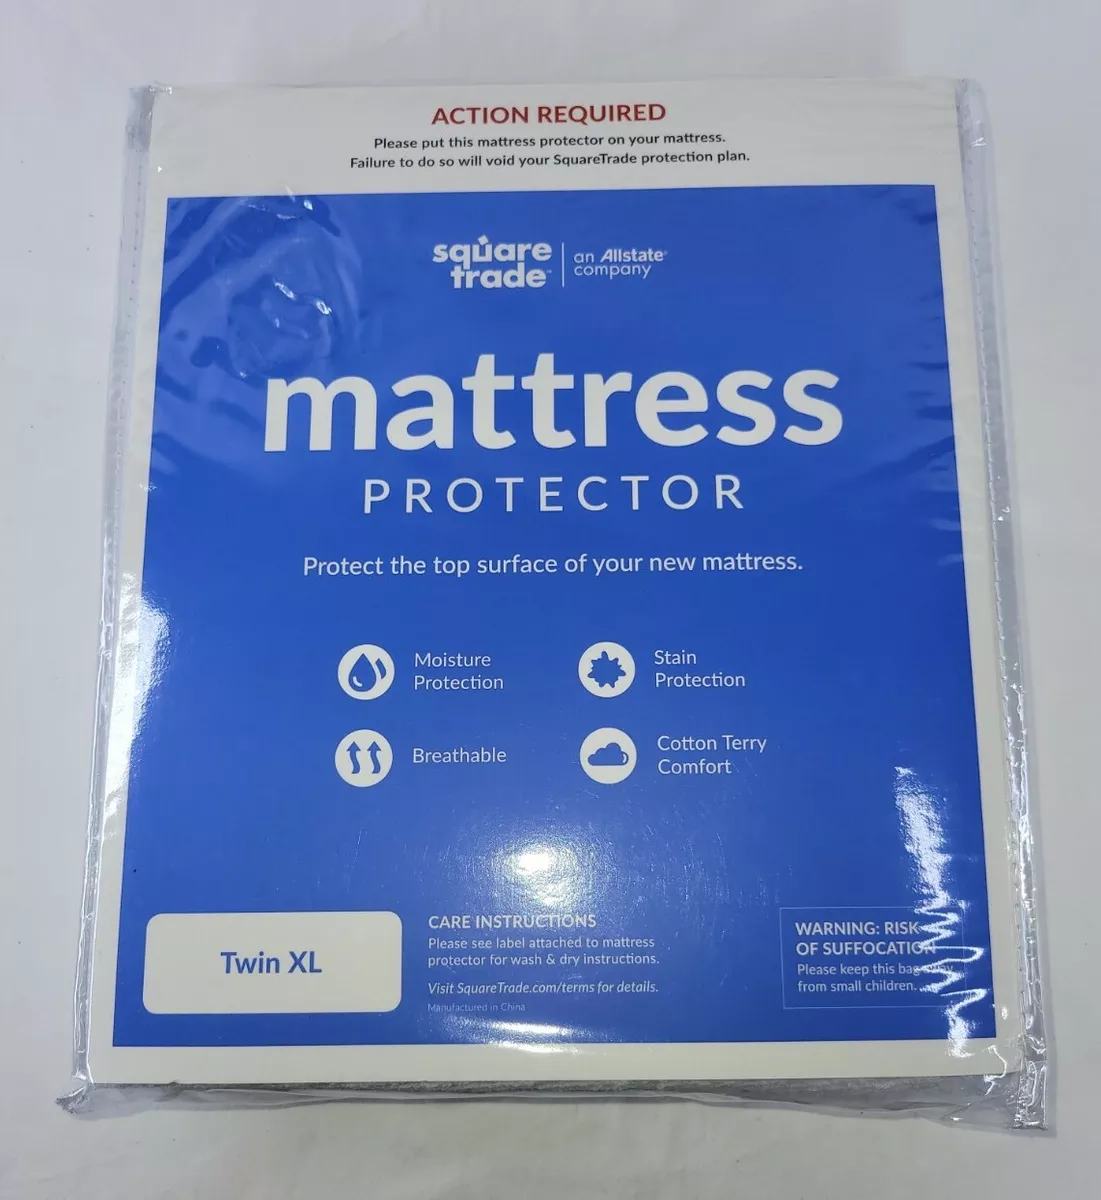 ACTION REQUIRED
Please put this mattress protector on your mattress.
Failure to do so will void your SquareTrade protection plan.
square
trade™
an Allstate®
company
mattress
PROTECTOR
Protect the top surface of your new mattress.
Moisture
Protection
Stain
Protection
Breathable
Cotton Terry
Comfort
Twin XL
CARE INSTRUCTIONS
Please see label attached to mattress
protector for wash & dry instructions.
Visit SquareTrade.com/terms for details.
Manufactured in China
WARNING: RISK
OF SUFFOCATION
Please keep this bag away
from small children.